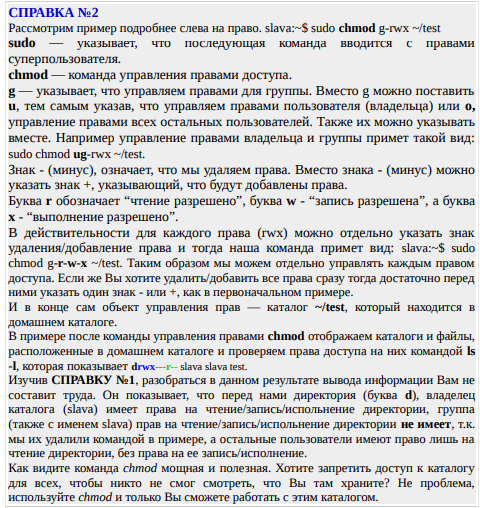 СПРАВКА №2
Рассмотрим пример подробнее слева на право. slava:~$ sudo chmod g-rwx ~/test
sudo — указывает, что последующая команда вводится с правами
суперпользователя.
chmod — команда управления правами доступа.
g — указывает, что управляем правами для группы. Вместо g можно поставить
u, тем самым указав, что управляем правами пользователя (владельца) или o,
управление правами всех остальных пользователей. Также их можно указывать
вместе. Например управление правами владельца и группы примет такой вид:
sudo chmod ug-rwx ~/test.
Знак - (минус), означает, что мы удаляем права. Вместо знака - (минус) можно
указать знак +, указывающий, что будут добавлены права.
Буква r обозначает “чтение разрешено”, буква w - “запись разрешена”, а буква
x - “выполнение разрешено”.
В действительности для каждого права (rwx) можно отдельно указать знак
удаления/добавление права и тогда наша команда примет вид: slava:~$ sudo
chmod g-r-w-x ~/test. Таким образом мы можем отдельно управлять каждым правом
доступа. Если же Вы хотите удалить/добавить все права сразу тогда достаточно перед
ними указать один знак - или +, как в первоначальном примере.
И в конце сам объект управления прав — каталог ~/test, который находится в
домашнем каталоге.
В примере после команды управления правами chmod отображаем каталоги и файлы,
расположенные в домашнем каталоге и проверяем права доступа на них командой ls
-l, которая показывает drwx---r-- slava slava test.
Изучив СПРАВКУ №1, разобраться в данном результате вывода информации Вам не
составит труда. Он показывает, что перед нами директория (буква d), владелец
каталога (slava) имеет права на чтение/запись/испольнение директории, группа
(также с именем slava) прав на чтение/запись/испольнение директории не имеет, т.к.
мы их удалили командой в примере, а остальные пользователи имеют право лишь на
чтение директории, без права на ее запись/исполнение.
Как видите команда chmod мощная и полезная. Хотите запретить доступ к каталогу
для всех, чтобы никто не смог смотреть, что Вы там храните? Не проблема,
используйте chmod и только Вы сможете работать с этим каталогом.